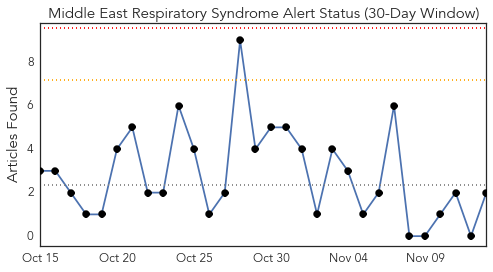 Middle East Respiratory Syndrome Alert Status (30-Day Window)
Articles Found
8
6
4
2
0
Oct 15 Oct 20 Oct 25 Oct 30 Nov 04 Nov 09